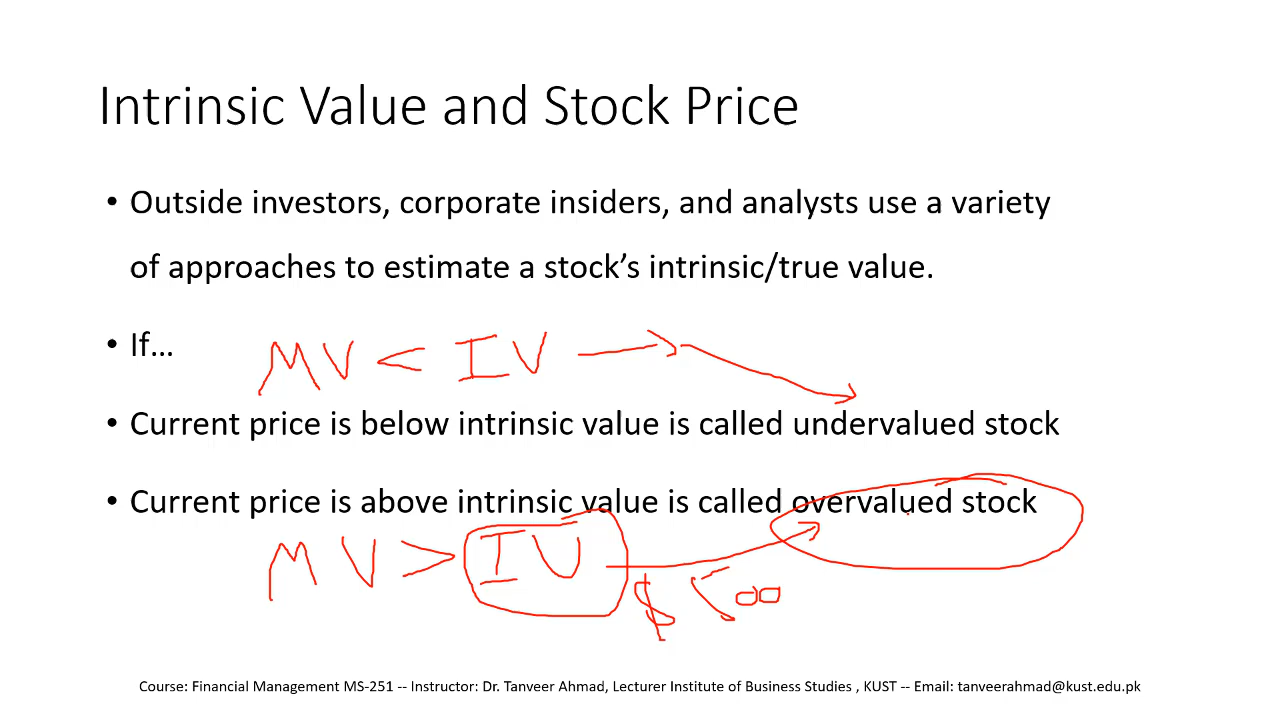 Intrinsic Value and Stock Price
• Outside investors, corporate insiders, and analysts use a variety
of approaches to estimate a stock’s intrinsic/true value.
• If…
MV < IV
• Current price is below intrinsic value is called undervalued stock
• Current price is above intrinsic value is called overvalued stock
MV > IV
$ 500
Course: Financial Management MS-251 -- Instructor: Dr. Tanveer Ahmad, Lecturer Institute of Business Studies , KUST -- Email: tanveerahmad@kust.edu.pk